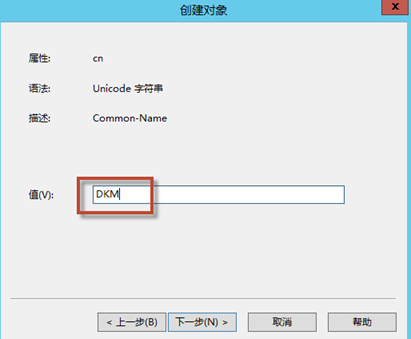 创建对象
x
属性: cn
语法: Unicode 字符串
描述: Common-Name
值(V): DKM
< 上一步(B) 下一步(N) > 取消 帮助